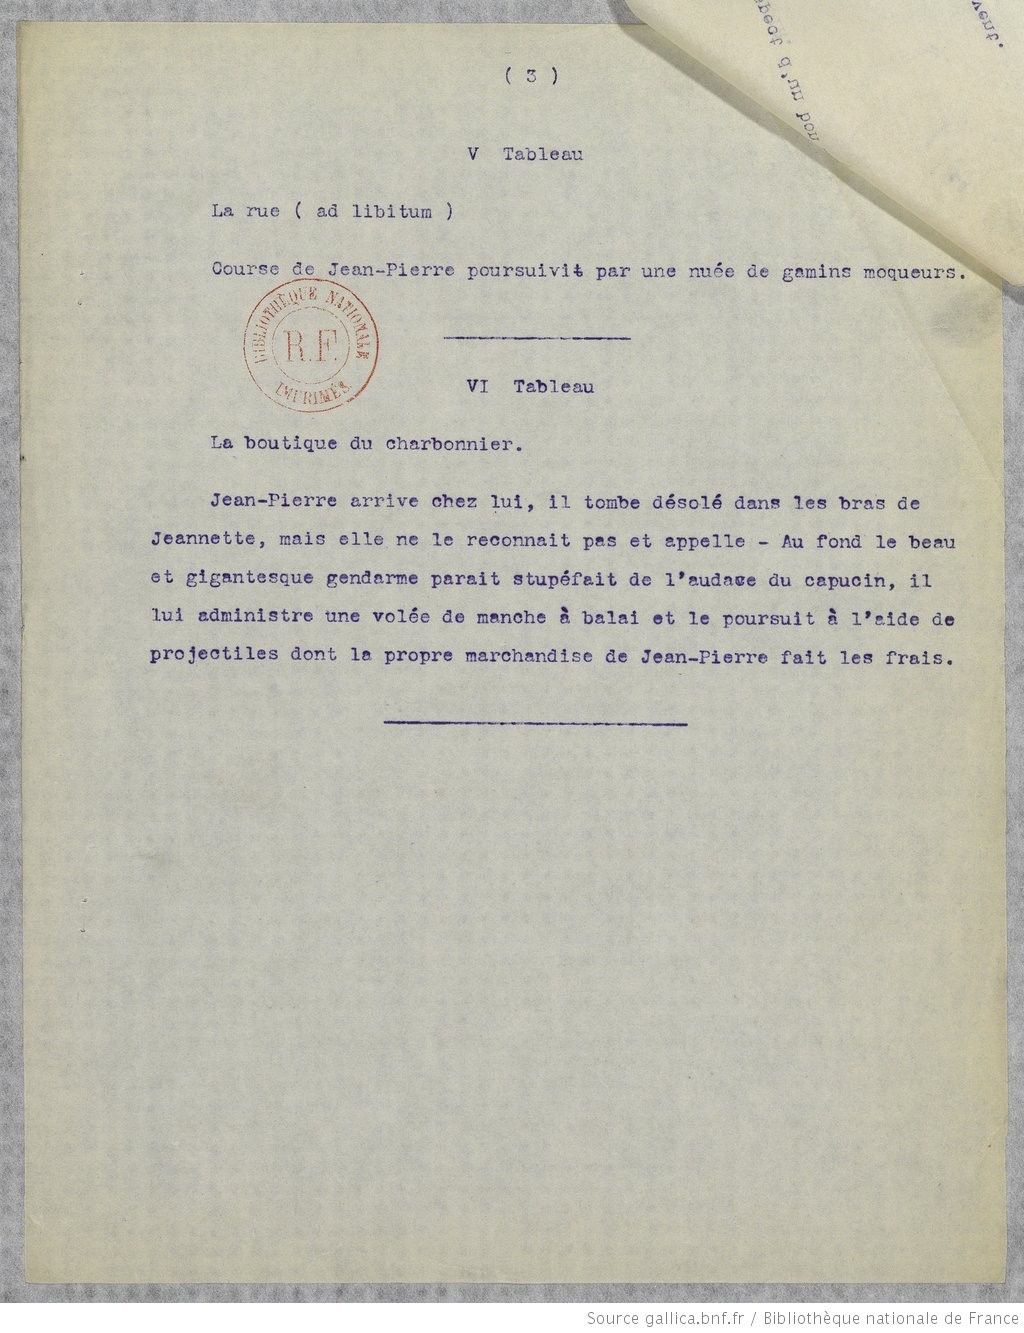 ( 3 )
V Tableau
La rue ( ad libitum )
Course de Jean-Pierre poursuivit par une nuée de gamins moqueurs.
BIBLIOTHÈQUE NATIONALE
R.F.
IMPRIMÉS
VI Tableau
La boutique du charbonnier.
Jean-Pierre arrive chez lui, il tombe désolé dans les bras de
Jeannette, mais elle ne le reconnait pas et appelle - Au fond le beau
et gigantesque gendarme parait stupéfait de l'audace du capucin, il
lui administre une volée de manche à balai et le poursuit à l'aide de
projectiles dont la propre marchandise de Jean-Pierre fait les frais.
Source gallica.bnf.fr / Bibliothèque nationale de France